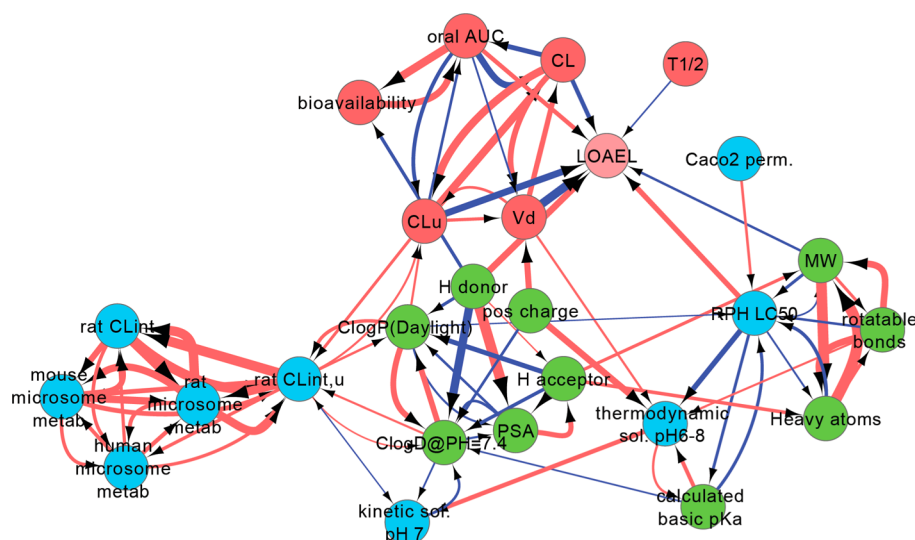 oral AUC
CL
T1/2
bioavailability
LOAEL
Caco2 perm.
CLu
Vd
MW
H donor
pos charge
RPH LC50
rotatable
bonds
rat CLint
ClogP(Daylight)
mouse
microsome
metab
rat
microsome
metab
rat CLint,u
H acceptor
thermodynamic
sol. pH6-8
Heavy atoms
human
microsome
metab
ClogD@PH=7.4
PSA
calculated
basic pKa
kinetic sol.
pH 7